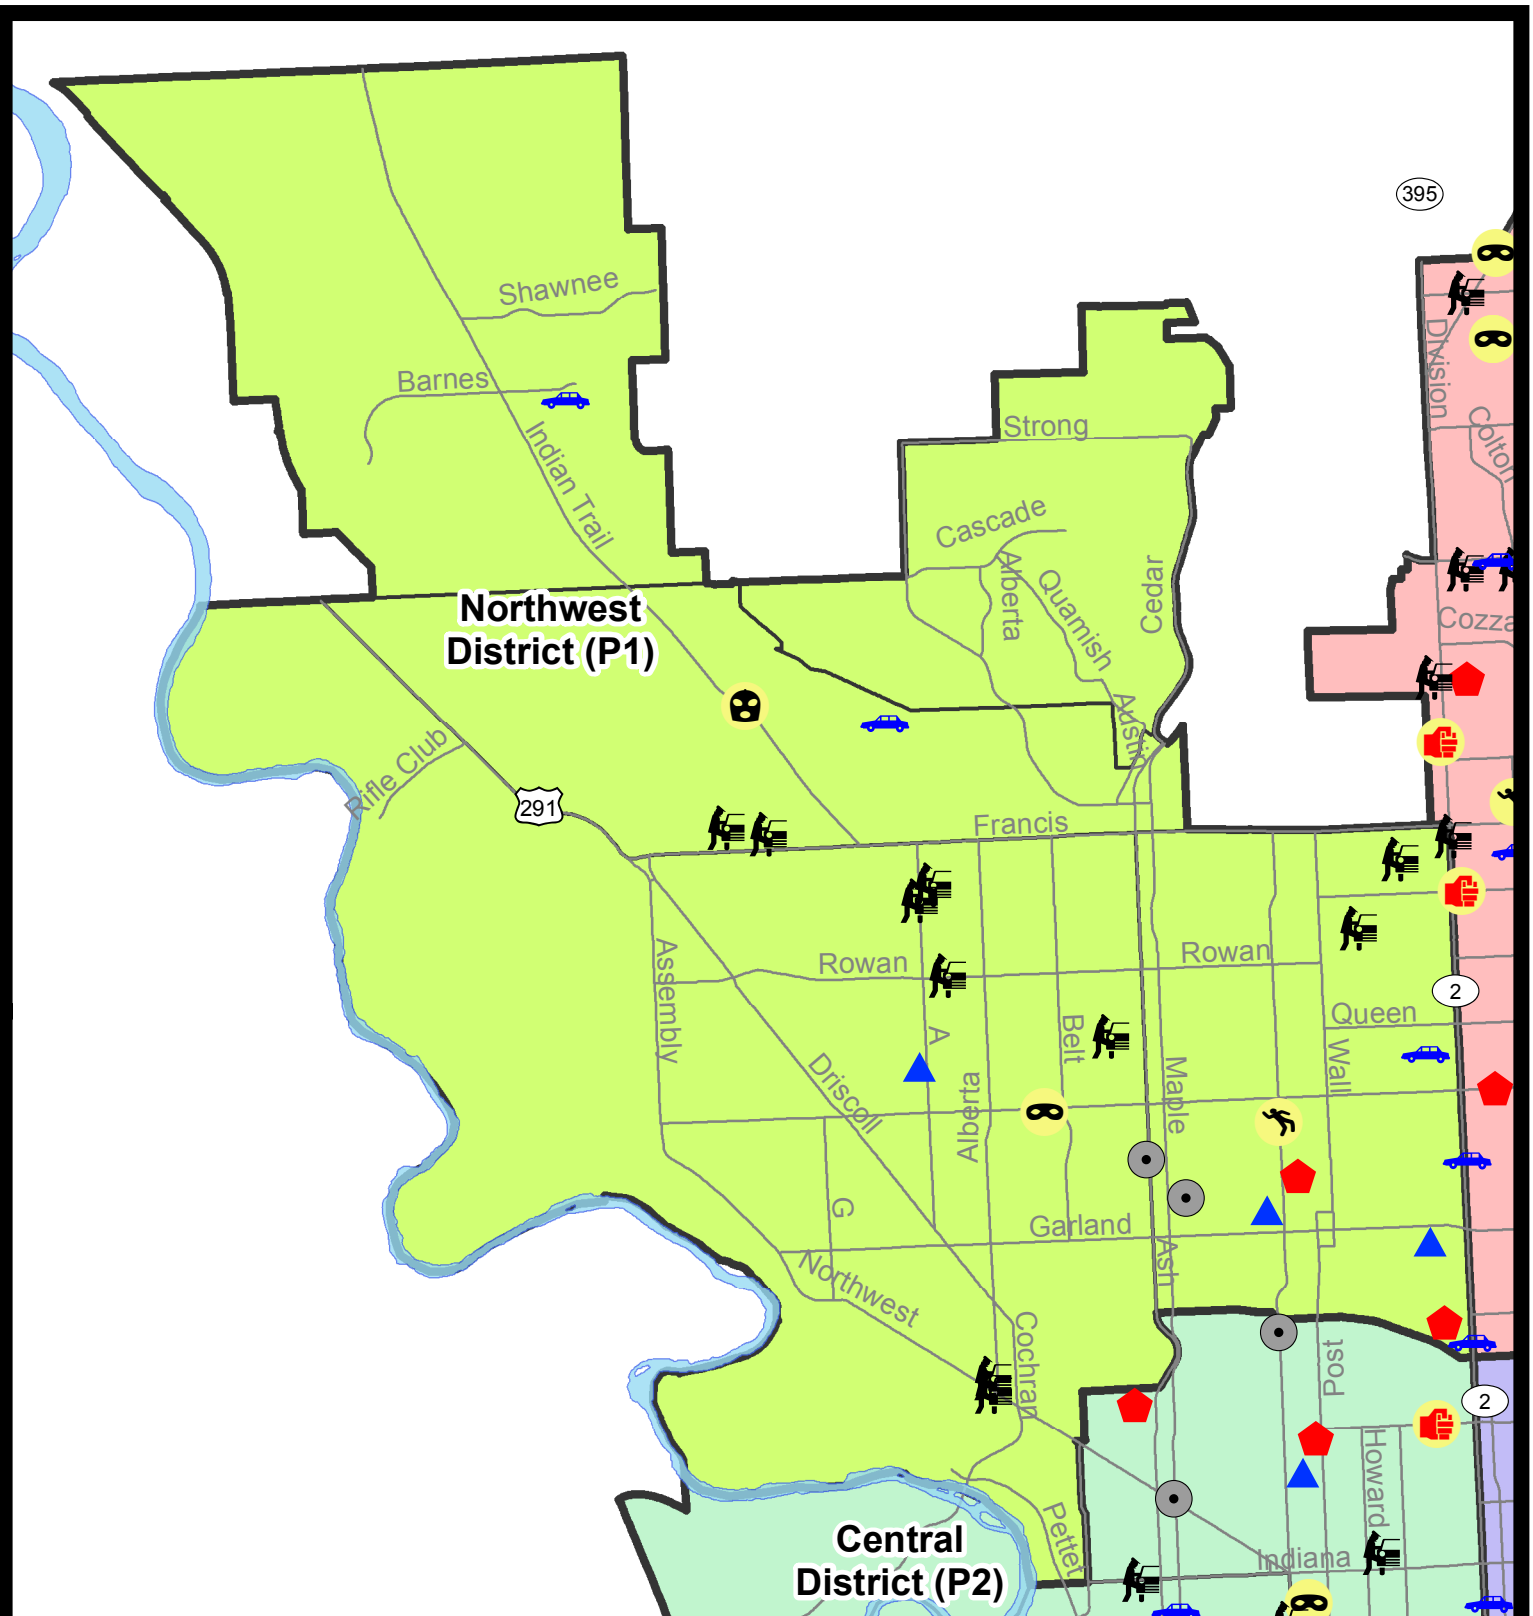 395
Shawnee
Division
Barnes
Colton
Strong
Indian Trail
Cascade
Alberta
Quamish
Cedar
Northwest
District (P1)
Cozza
Austin
Rifle Club
291
Francis
Assembly
Rowan
Rowan
2
Queen
A
Belt
Wall
Driscoll
Alberta
Maple
G
Garland
Ash
Northwest
Cochran
Post
2
Howard
Pettet
Central
District (P2)
Indiana